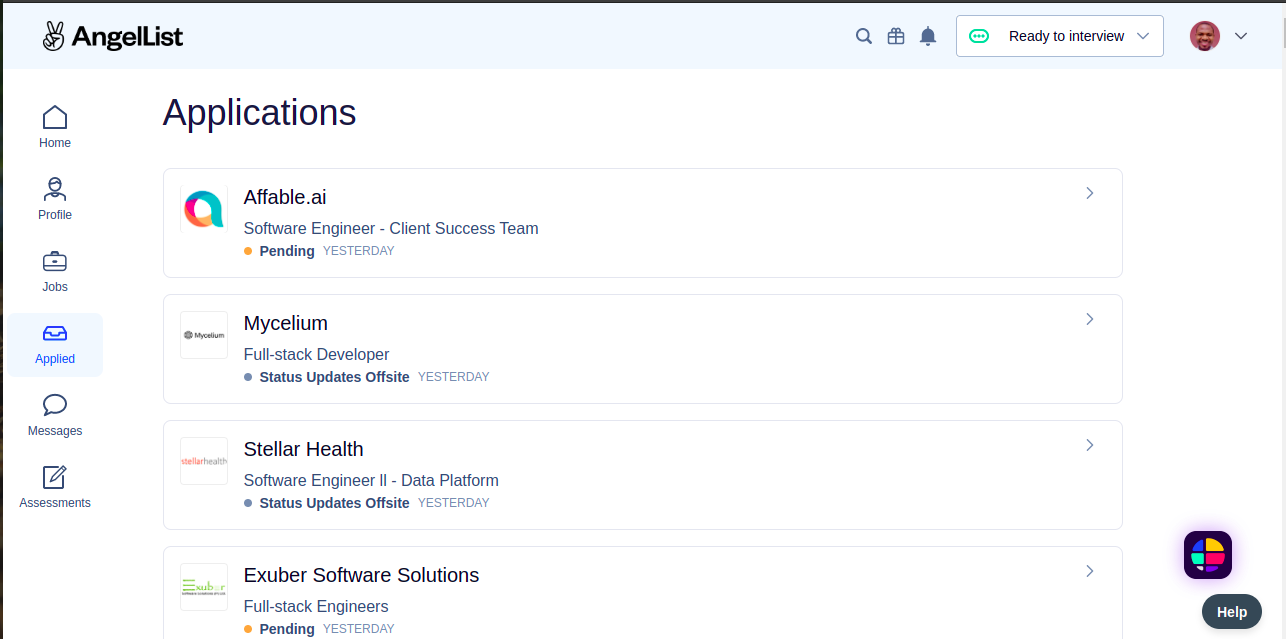 AngelList
Ready to interview
Home
Profile
Jobs
Applied
Messages
Assessments
Applications
Affable.ai
Software Engineer - Client Success Team
Pending YESTERDAY
Mycelium
Mycelium
Full-stack Developer
Status Updates Offsite YESTERDAY
stellarhealth
Stellar Health
Software Engineer ll - Data Platform
Status Updates Offsite YESTERDAY
Exuber
Exuber Software Solutions
Full-stack Engineers
Pending YESTERDAY
Help